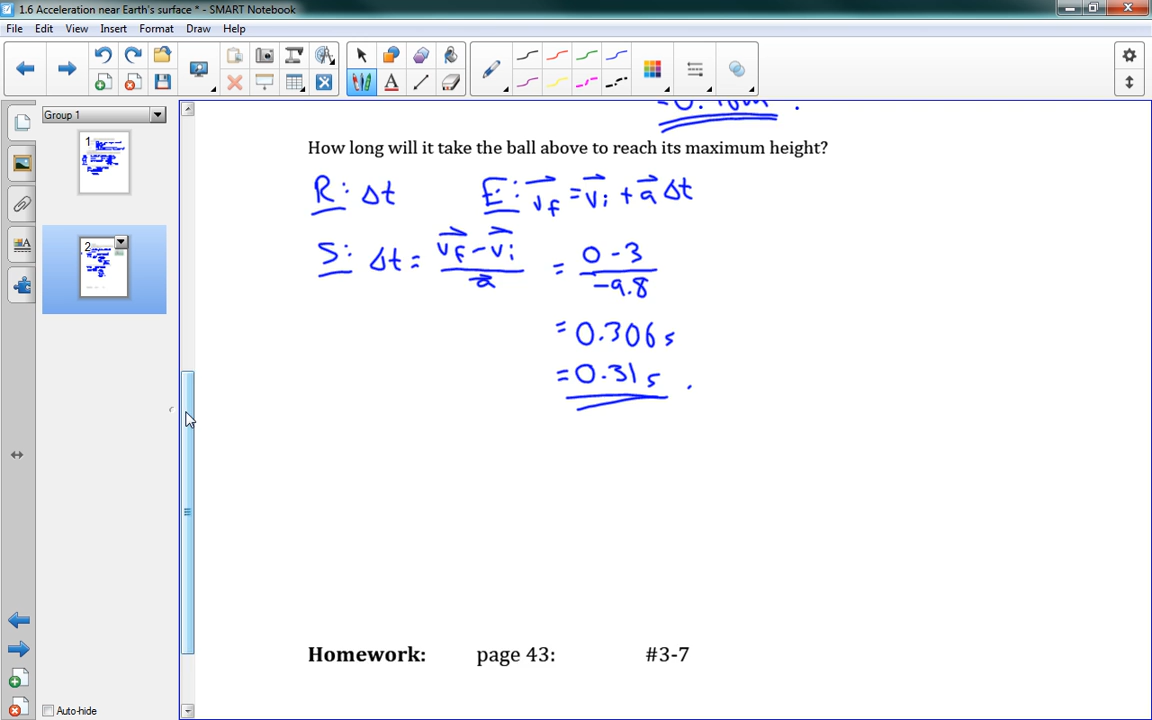 1.6 Acceleration near Earth's surface * - SMART Notebook
File Edit View Insert Format Draw Help
Group 1
1
2
How long will it take the ball above to reach its maximum height?
R: Δt E: v⃗f = v⃗i + a⃗Δt
S: Δt = (v⃗f - v⃗i)/a⃗ = (0 - 3)/(-9.8)
= 0.306 s
= 0.31 s .
Homework: page 43: #3-7
Auto-hide